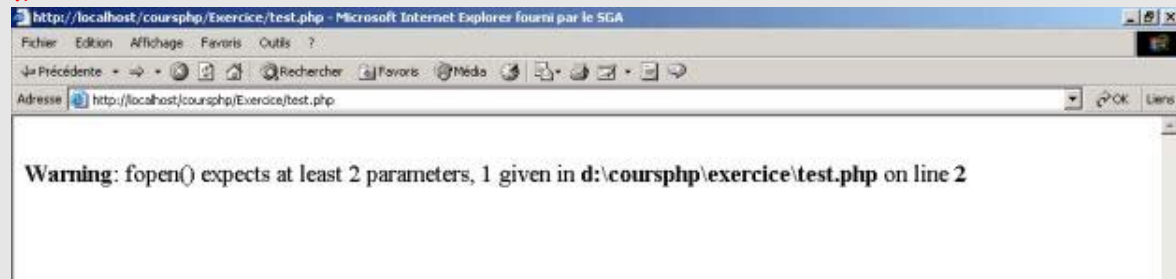 http://localhost/coursphp/Exercice/test.php - Microsoft Internet Explorer fourni par le SGA
Fichier Edition Affichage Favoris Outils ?
Précédente Rechercher Favoris Média
Adresse http://localhost/coursphp/Exercice/test.php OK Liens
Warning: fopen() expects at least 2 parameters, 1 given in d:\coursphp\exercice\test.php on line 2